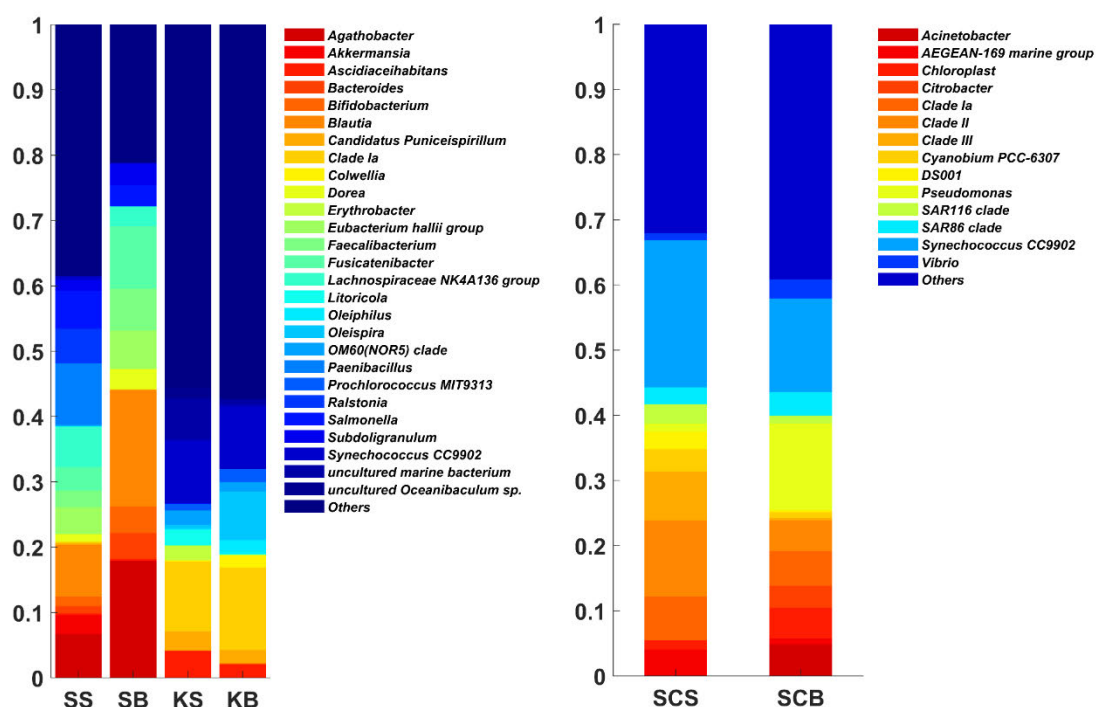 1
0.9
0.8
0.7
0.6
0.5
0.4
0.3
0.2
0.1
0
SS SB KS KB
Agathobacter
Akkermansia
Ascidiaceihabitans
Bacteroides
Bifidobacterium
Blautia
Candidatus Puniceispirillum
Clade Ia
Colwellia
Dorea
Erythrobacter
Eubacterium hallii group
Faecalibacterium
Fusicatenibacter
Lachnospiraceae NK4A136 group
Litoricola
Oleiphilus
Oleispira
OM60(NOR5) clade
Paenibacillus
Prochlorococcus MIT9313
Ralstonia
Salmonella
Subdoligranulum
Synechococcus CC9902
uncultured marine bacterium
uncultured Oceanibaculum sp.
Others
1
0.9
0.8
0.7
0.6
0.5
0.4
0.3
0.2
0.1
0
SCS SCB
Acinetobacter
AEGEAN-169 marine group
Chloroplast
Citrobacter
Clade Ia
Clade II
Clade III
Cyanobium PCC-6307
DS001
Pseudomonas
SAR116 clade
SAR86 clade
Synechococcus CC9902
Vibrio
Others